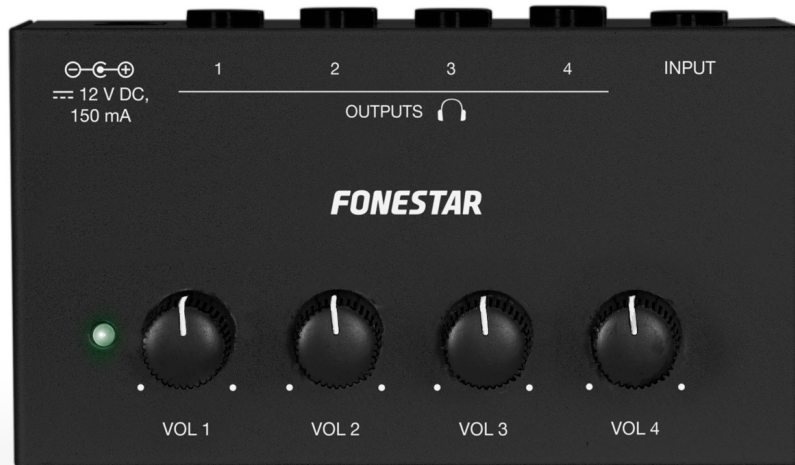 1 2 3 4 INPUT
12 V DC,
150 mA
OUTPUTS
FONESTAR
VOL 1 VOL 2 VOL 3 VOL 4